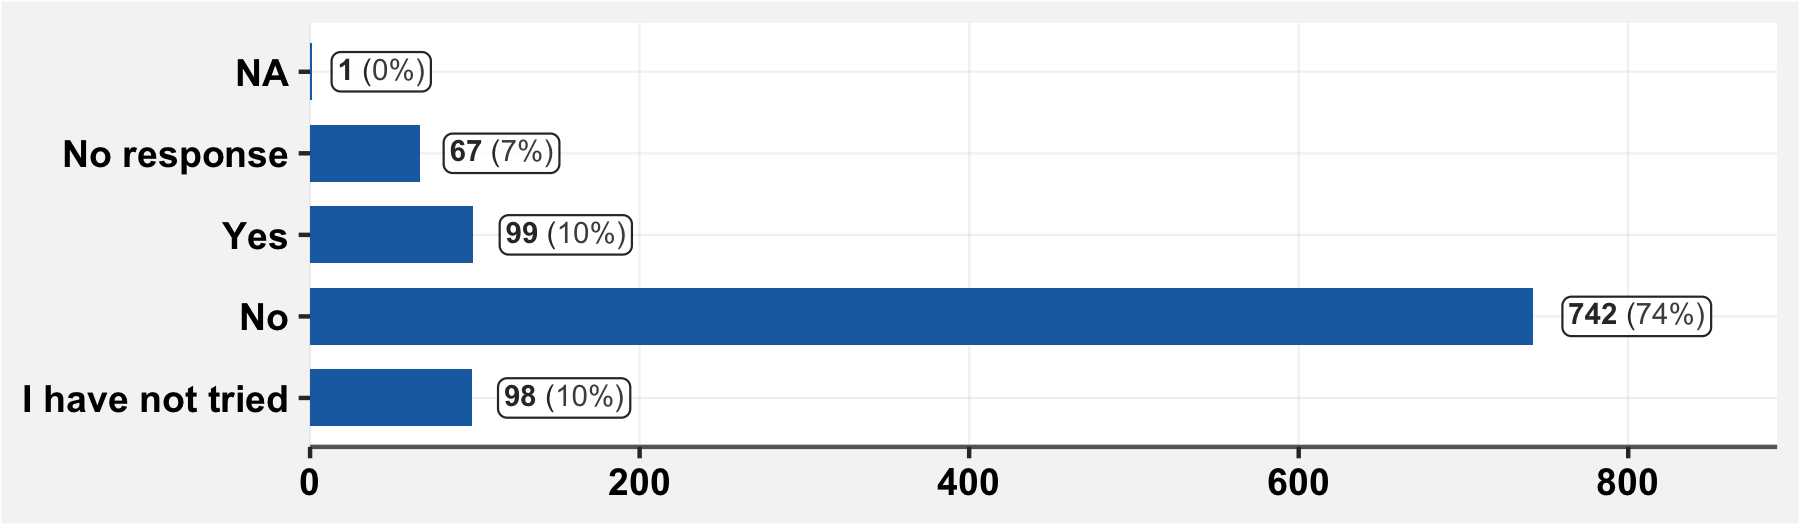 NA 1 (0%)
No response 67 (7%)
Yes 99 (10%)
No 742 (74%)
I have not tried 98 (10%)
0 200 400 600 800